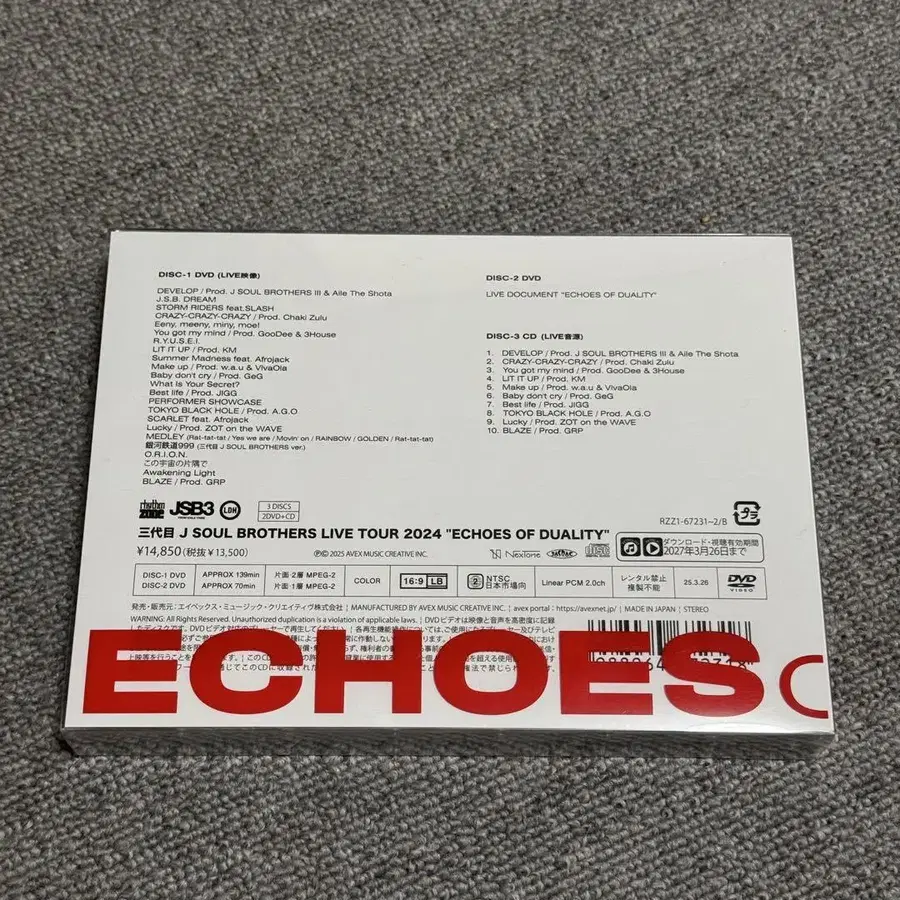 DISC-1 DVD (LIVE映像)
DEVELOP / Prod. J SOUL BROTHERS III & Aile The Shota
J.S.B. DREAM
STORM RIDERS feat.SLASH
CRAZY-CRAZY-CRAZY / Prod. Chaki Zulu
Eeny, meeny, miny, moe!
You got my mind / Prod. GooDee & 3House
R.Y.U.S.E.I.
LIT IT UP / Prod. KM
Summer Madness feat. Afrojack
Make up / Prod. w.a.u & VivaOla
Baby don't cry / Prod. GeG
What Is Your Secret?
Best life / Prod. JIGG
PERFORMER SHOWCASE
TOKYO BLACK HOLE / Prod. A.G.O
SCARLET feat. Afrojack
Lucky / Prod. ZOT on the WAVE
MEDLEY (Rat-tat-tat / Yes we are / Movin' on / RAINBOW / GOLDEN / Rat-tat-tat)
銀河鉄道999 (三代目 J SOUL BROTHERS ver.)
O.R.I.O.N.
この宇宙の片隅で
Awakening Light
BLAZE / Prod. GRP
DISC-2 DVD
LIVE DOCUMENT "ECHOES OF DUALITY"
DISC-3 CD (LIVE音源)
1. DEVELOP / Prod. J SOUL BROTHERS III & Aile The Shota
2. CRAZY-CRAZY-CRAZY / Prod. Chaki Zulu
3. You got my mind / Prod. GooDee & 3House
4. LIT IT UP / Prod. KM
5. Make up / Prod. w.a.u & VivaOla
6. Baby don't cry / Prod. GeG
7. Best life / Prod. JIGG
8. TOKYO BLACK HOLE / Prod. A.G.O
9. Lucky / Prod. ZOT on the WAVE
10. BLAZE / Prod. GRP
rhythm zone JSB3 LDH 3 DISCS
2DVD+CD
RZZ1-67231~2/B
プラ
三代目 J SOUL BROTHERS LIVE TOUR 2024 "ECHOES OF DUALITY"
ダウンロード・視聴有効期間
2027年3月26日まで
¥14,850 (税抜 ¥13,500) ℗© 2025 AVEX MUSIC CREATIVE INC. NexTone
DISC-1 DVD APPROX 139min 片面・2層 MPEG-2
DISC-2 DVD APPROX 70min 片面・1層 MPEG-2
COLOR 16:9 LB 2 NTSC 日本市場向 Linear PCM 2.0ch レンタル禁止 複製不能 25.3.26 DVD VIDEO
発売・販売元：エイベックス・ミュージック・クリエイティヴ株式会社 | MANUFACTURED BY AVEX MUSIC CREATIVE INC. | avex portal : https://avexnet.jp/ | MADE IN JAPAN | STEREO
WARNING: All Rights Reserved. Unauthorized duplication is a violation of applicable laws. DVDビデオは映像と音声を高密度に記録
ECHOES